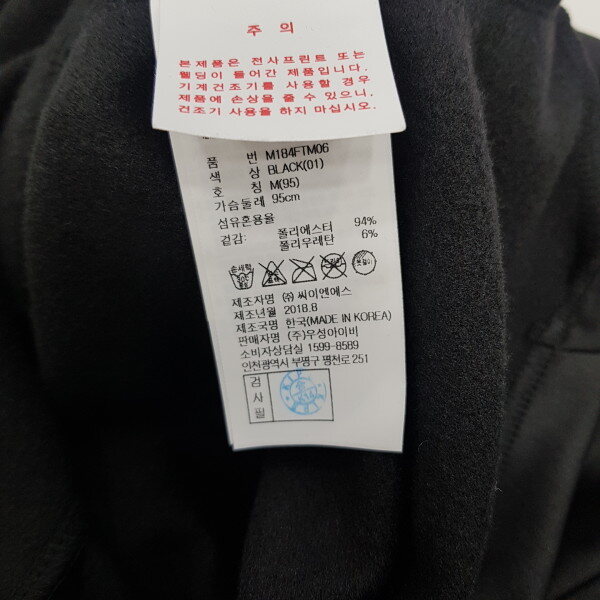 주 의
본 제품은 전사프린트 또는
웰딩이 들어간 제품입니다.
기계건조기를 사용할 경우
제품에 손상을 줄 수 있으니,
건조기 사용을 하지 마십시오.
품 번 M184FTM06
색 상 BLACK(01)
호 칭 M(95)
가슴둘레 95cm
섬유혼용율
겉감: 폴리에스터 94%
폴리우레탄 6%
손세탁
제조자명 ㈜ 씨이엔에스
제조년월 2018.8
제조국명 한국(MADE IN KOREA)
판매자명 (주)우성아이비
소비자상담실 1599-8589
인천광역시 부평구 평천로 251
검
사
필